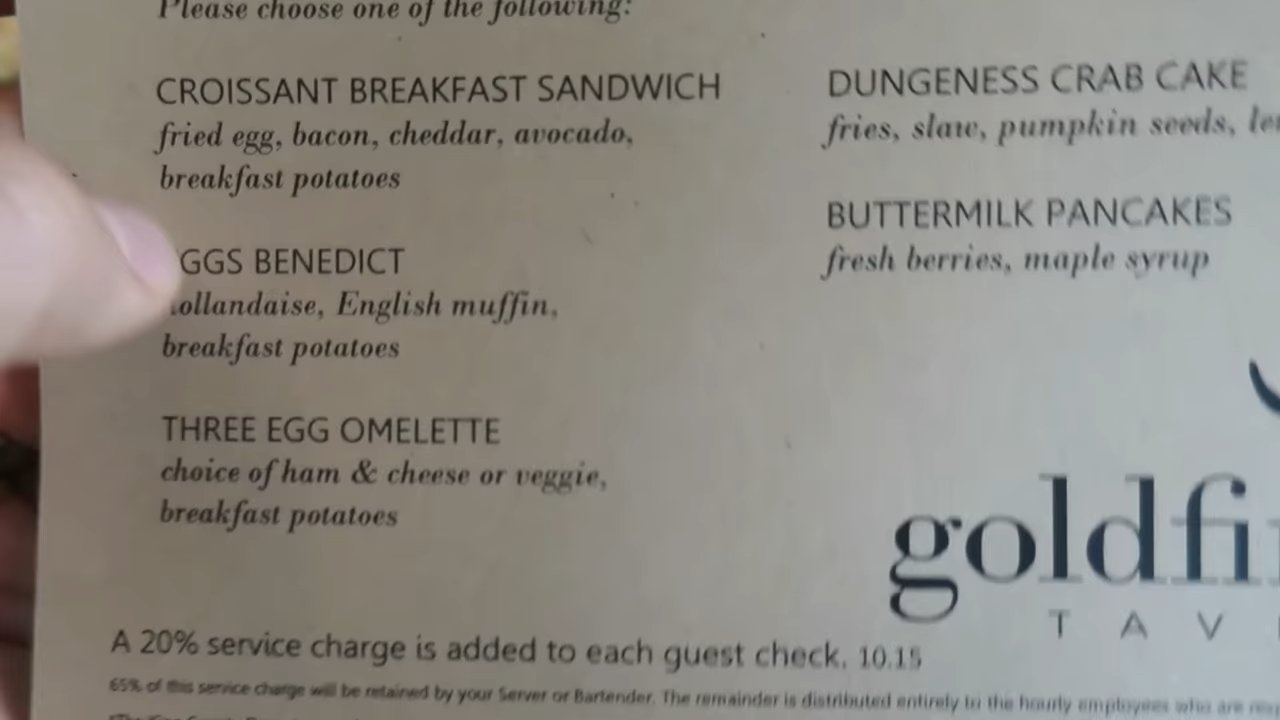 Please choose one of the following:
CROISSANT BREAKFAST SANDWICH
fried egg, bacon, cheddar, avocado,
breakfast potatoes
GGS BENEDICT
ollandaise, English muffin,
breakfast potatoes
THREE EGG OMELETTE
choice of ham & cheese or veggie,
breakfast potatoes
DUNGENESS CRAB CAKE
fries, slaw, pumpkin seeds,
BUTTERMILK PANCAKES
fresh berries, maple syrup
goldfi
TAV
A 20% service charge is added to each guest check. 10.15
65% of this service charge will be retained by your Server or Bartender. The remainder is distributed entirely to the hourly employees who are